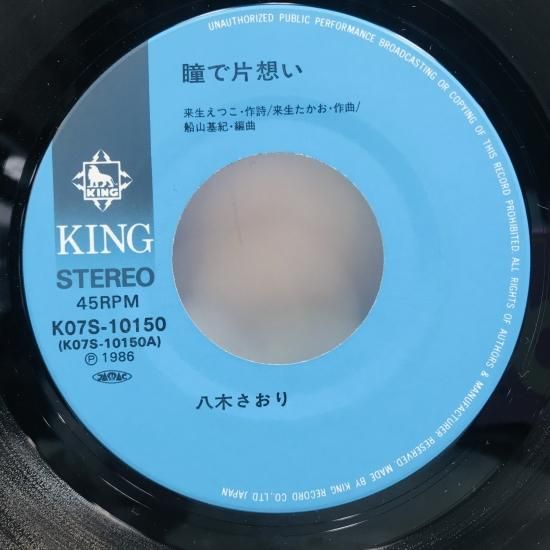 UNAUTHORIZED PUBLIC PERFORMANCE BROADCASTING OR COPYING OF THIS RECORD PROHIBITED. ALL RIGHTS OF AUTHORS & MANUFACTURER RESERVED. MADE BY KING RECORD CO.LTD JAPAN
瞳で片想い
来生えつこ・作詩/来生たかお・作曲/
船山基紀・編曲
KING
KING
STEREO
45RPM
K07S-10150
(K07S-10150A)
Ⓟ 1986
JASRAC
八木さおり